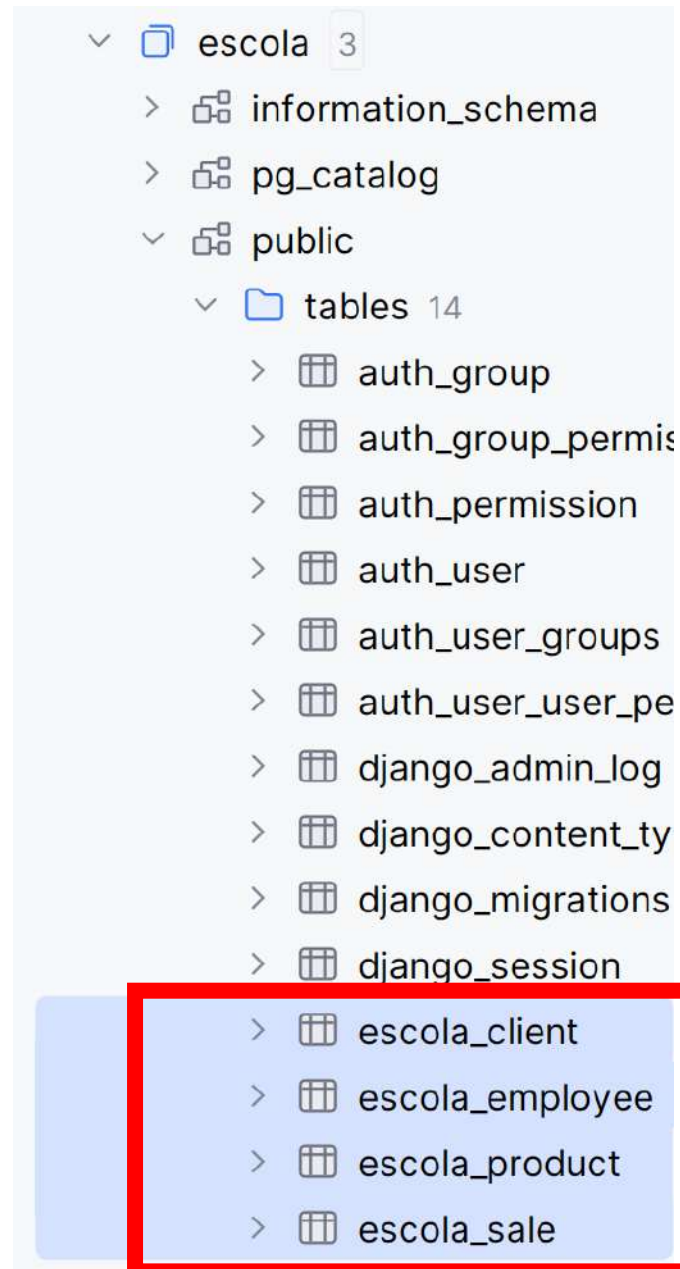 escola 3
information_schema
pg_catalog
public
tables 14
auth_group
auth_group_permis
auth_permission
auth_user
auth_user_groups
auth_user_user_pe
django_admin_log
django_content_ty
django_migrations
django_session
escola_client
escola_employee
escola_product
escola_sale